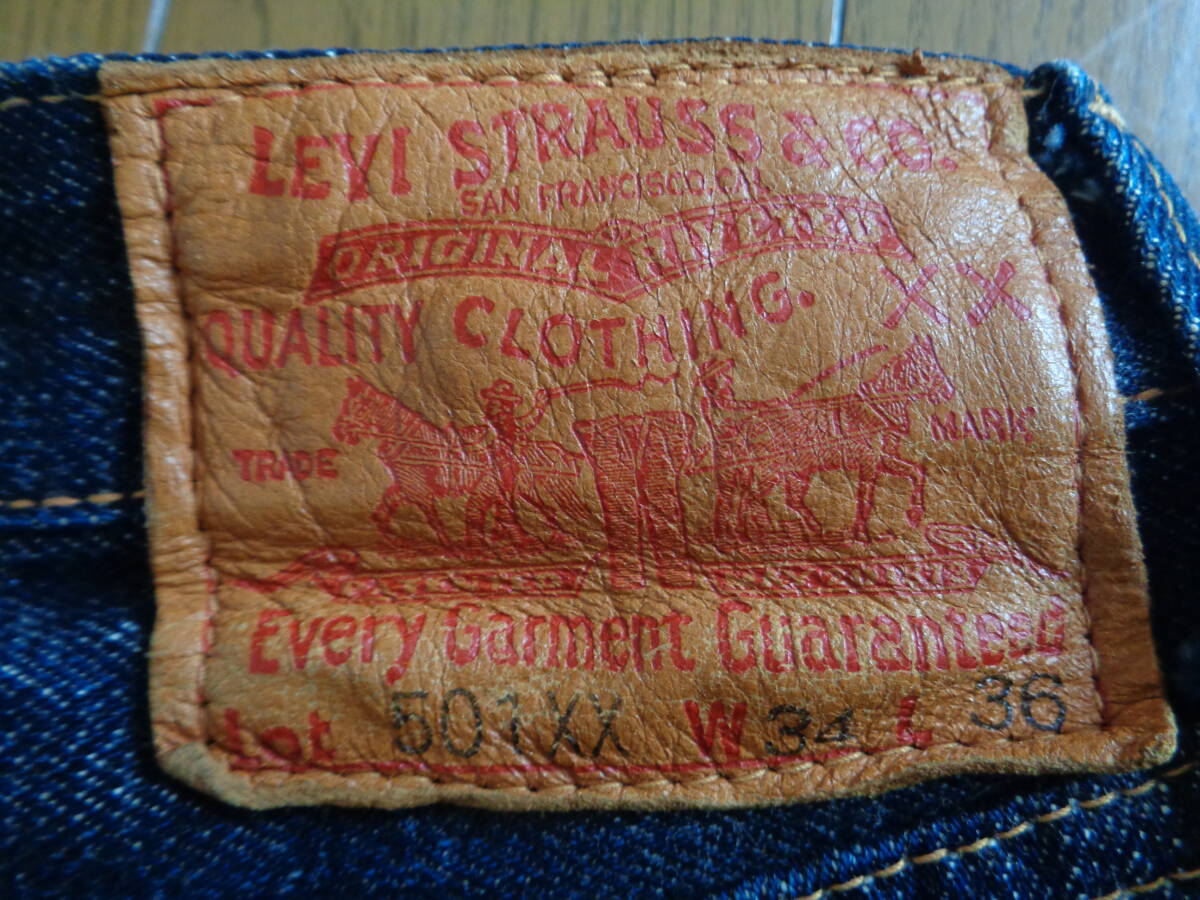 LEVI STRAUSS & CO.
SAN FRANCISCO, CAL.
ORIGINAL RIVETED
QUALITY CLOTHING. XX
TRADE MARK
Every Garment Guaranteed
Lot 501XX W 34 L 36